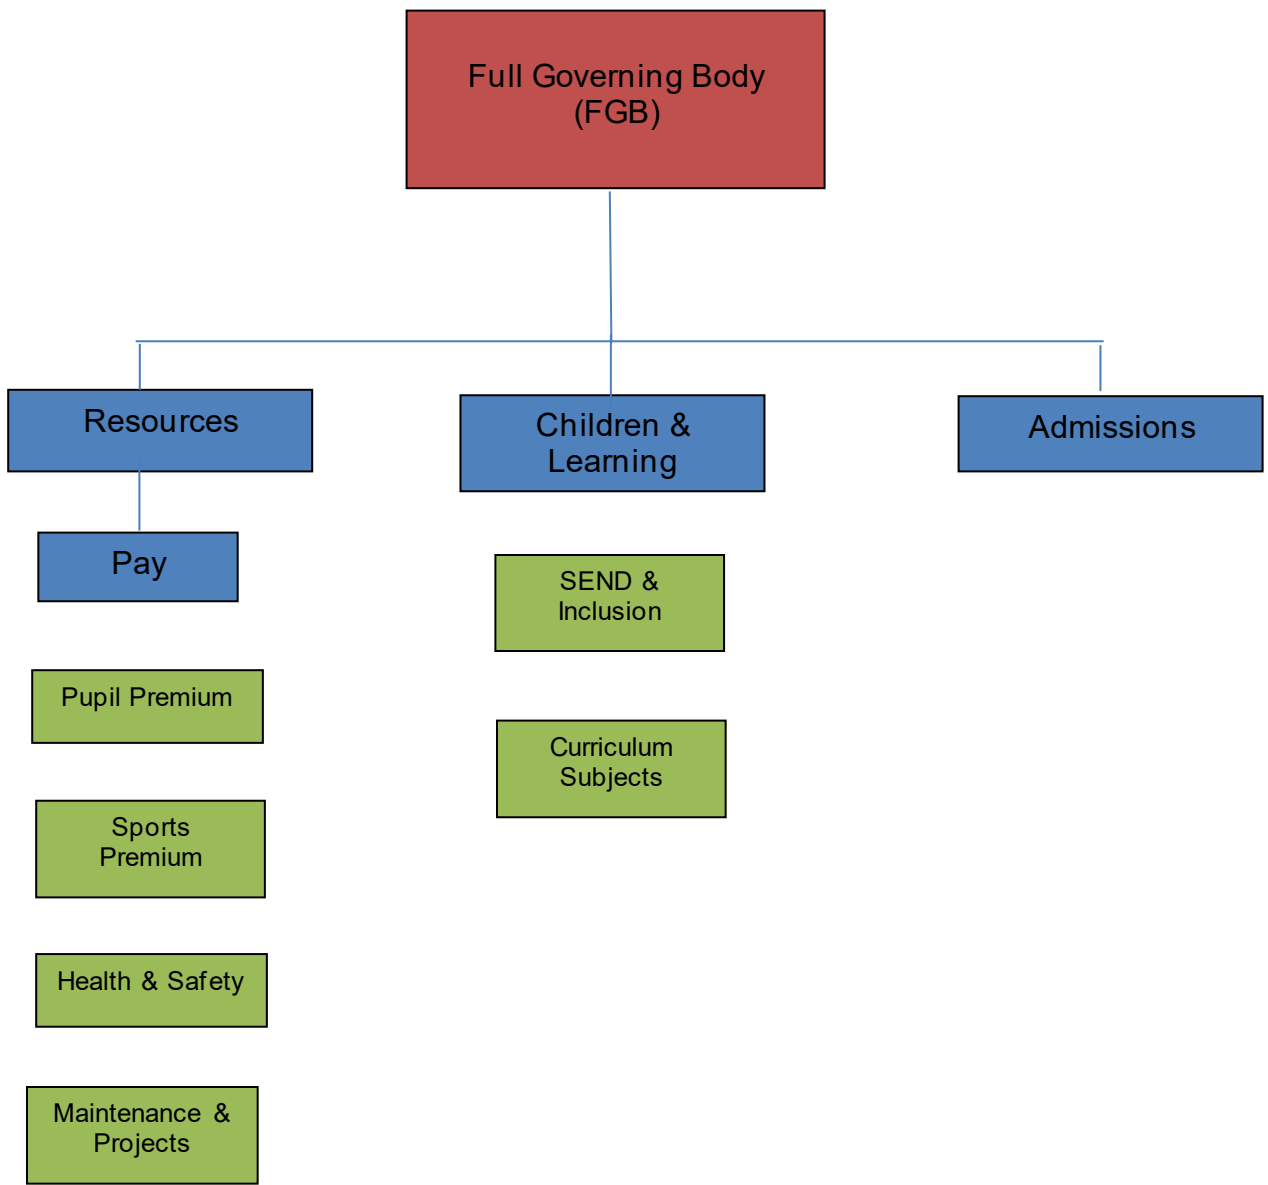 Full Governing Body
(FGB)
Resources
Children &
Learning
Admissions
Pay
SEND &
Inclusion
Pupil Premium
Curriculum
Subjects
Sports
Premium
Health & Safety
Maintenance &
Projects